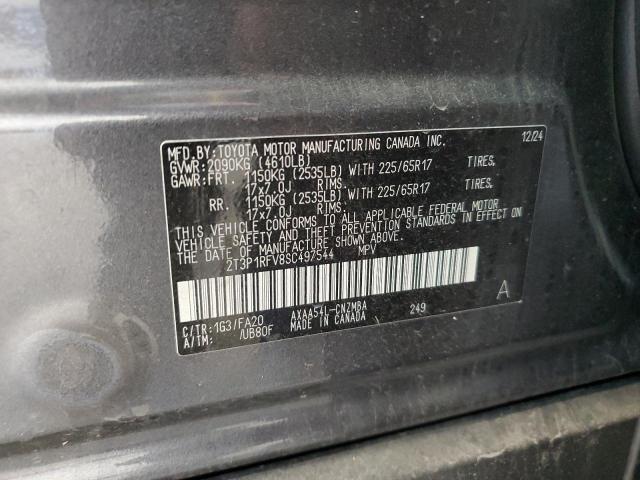 MFD.BY:TOYOTA MOTOR MANUFACTURING CANADA INC. 12/24
GVWR:2090KG (4610LB)
GAWR:FRT. 1150KG (2535LB) WITH 225/65R17 TIRES,
17x7.0J RIMS.
RR. 1150KG (2535LB) WITH 225/65R17 TIRES,
17x7.0J RIMS.
THIS VEHICLE CONFORMS TO ALL APPLICABLE FEDERAL MOTOR
VEHICLE SAFETY AND THEFT PREVENTION STANDARDS IN EFFECT ON
THE DATE OF MANUFACTURE SHOWN ABOVE.
2T3P1RFV8SC497544 MPV
C/TR:1G3/FA20 AXAA54L-CNZMBA 249 A
A/TM: /UB80F MADE IN CANADA